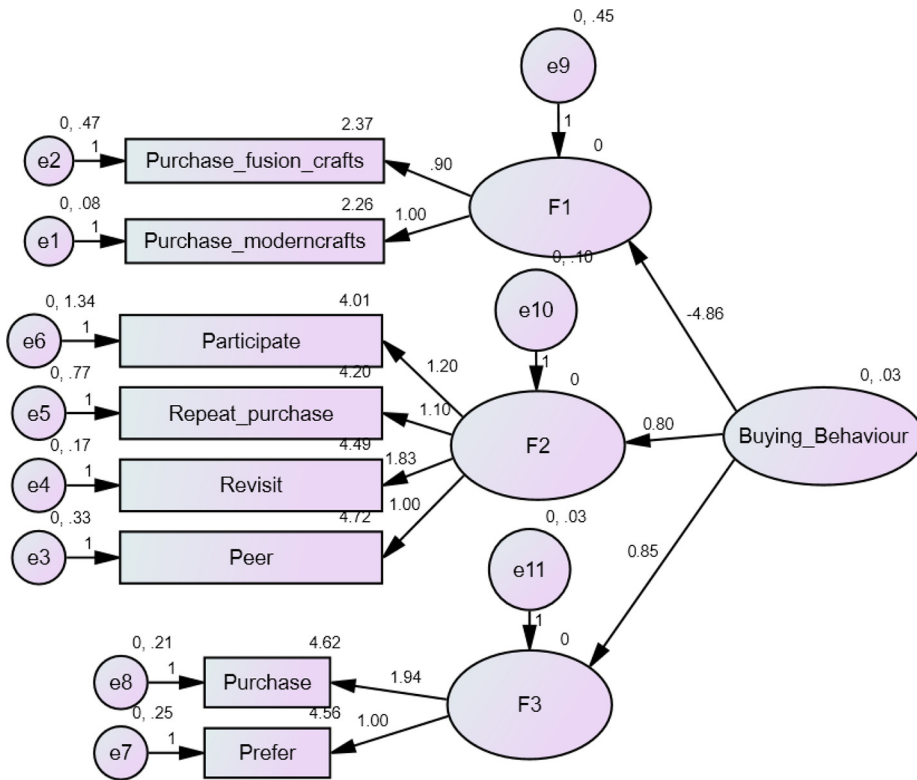 0, .45
e9
1
0
F1
0, .47
e2
1
2.37
Purchase_fusion_crafts
.90
0, .08
e1
1
2.26
Purchase_moderncrafts
1.00
0, .10
e10
1
0
F2
-4.86
0, 1.34
e6
1
4.01
Participate
1.20
0, .77
e5
1
4.20
Repeat_purchase
1.10
0, .03
Buying_Behaviour
0.80
0, .17
e4
1
4.49
Revisit
1.83
0, .33
e3
1
4.72
Peer
1.00
0, .03
e11
1
0
F3
0.85
0, .21
e8
1
4.62
Purchase
1.94
0, .25
e7
1
4.56
Prefer
1.00